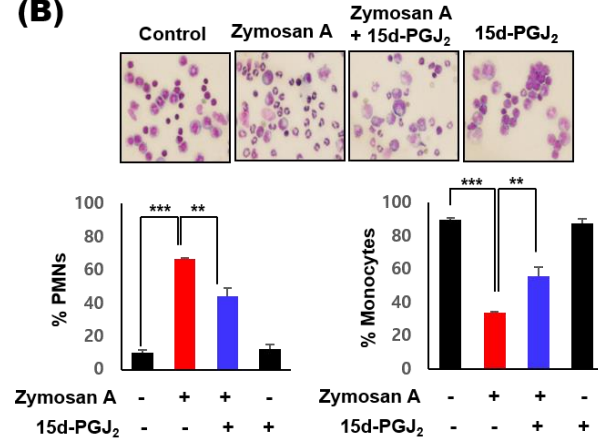 (B)
Control
Zymosan A
Zymosan A
+ 15d-PGJ₂
15d-PGJ₂
% PMNs
100
80
60
40
20
0
*** **
Zymosan A - + + -
15d-PGJ₂ - - + +
% Monocytes
100
80
60
40
20
0
*** **
Zymosan A - + + -
15d-PGJ₂ - - + +